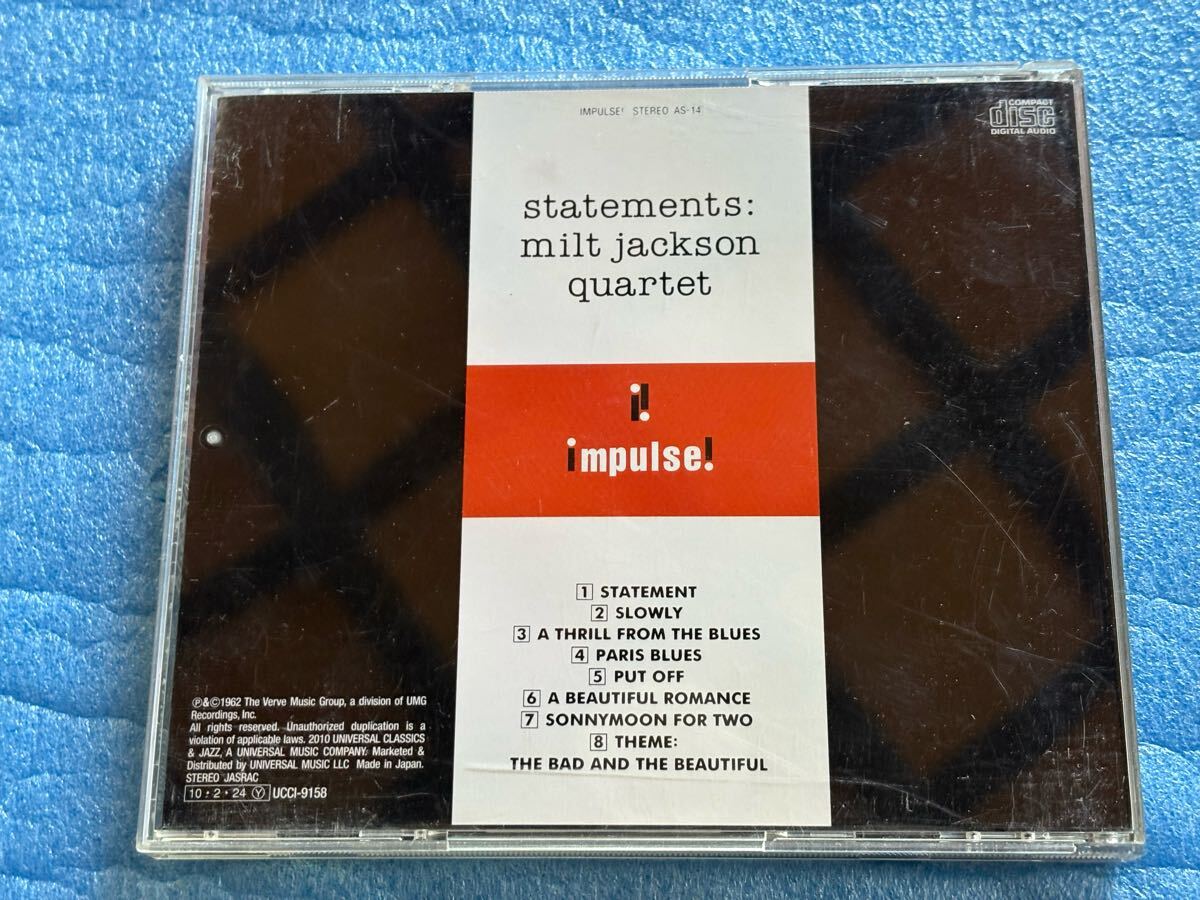 IMPULSE! STEREO AS-14
COMPACT
disc
DIGITAL AUDIO
statements:
milt jackson
quartet
i!
impulse!
1 STATEMENT
2 SLOWLY
3 A THRILL FROM THE BLUES
4 PARIS BLUES
5 PUT OFF
6 A BEAUTIFUL ROMANCE
7 SONNYMOON FOR TWO
8 THEME:
THE BAD AND THE BEAUTIFUL
℗&©1962 The Verve Music Group, a division of UMG
Recordings, Inc.
All rights reserved. Unauthorized duplication is a
violation of applicable laws. 2010 UNIVERSAL CLASSICS
& JAZZ, A UNIVERSAL MUSIC COMPANY. Marketed &
Distributed by UNIVERSAL MUSIC LLC Made in Japan.
STEREO JASRAC
10・2・24 Ⓨ UCCI-9158